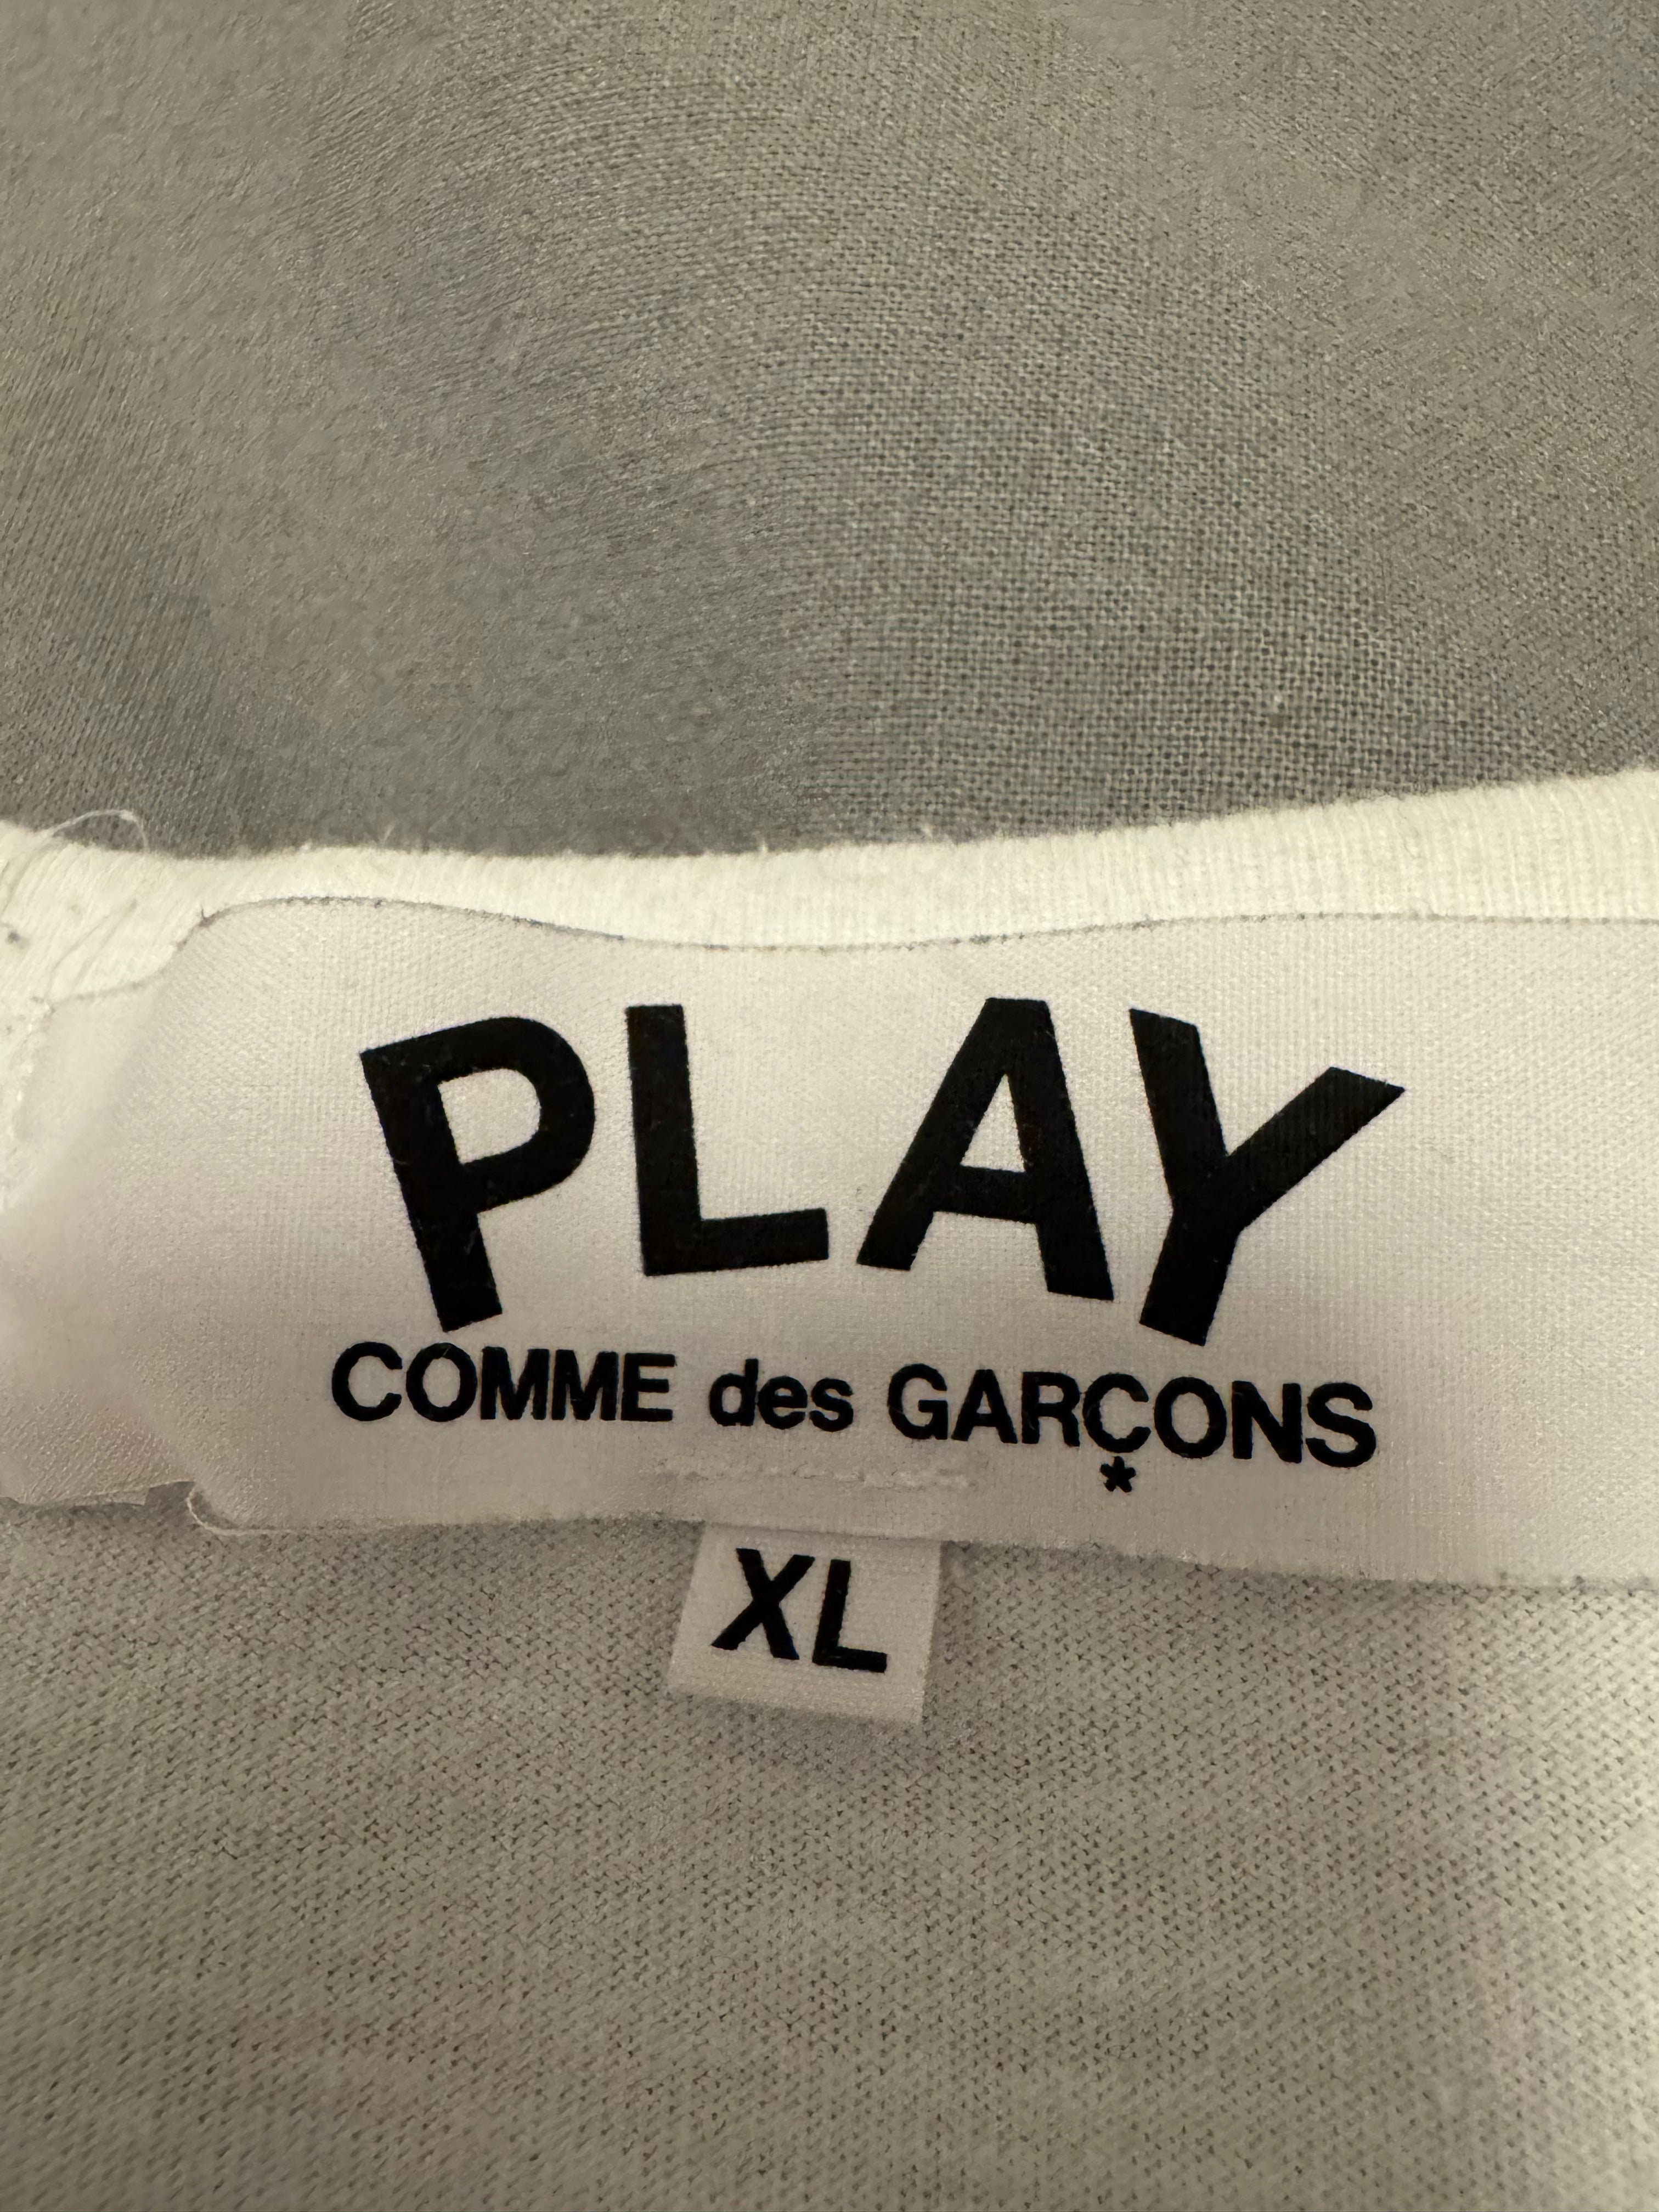 PLAY
COMME des GARÇONS
*
XL